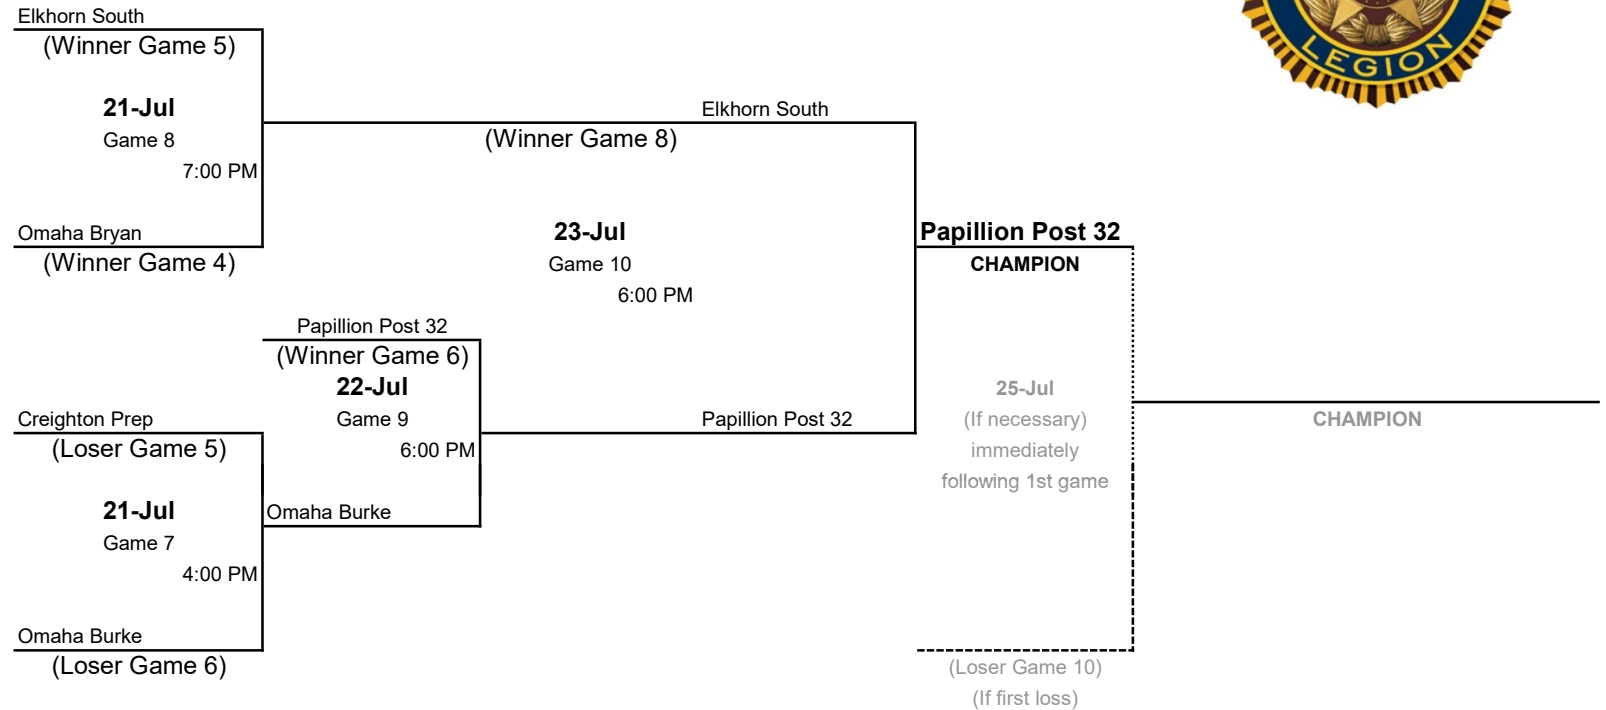 Elkhorn South
(Winner Game 5)
21-Jul
Game 8
7:00 PM
Omaha Bryan
(Winner Game 4)
Elkhorn South
(Winner Game 8)
23-Jul
Game 10
6:00 PM
Papillion Post 32
(Winner Game 6)
22-Jul
Game 9
6:00 PM
Creighton Prep
(Loser Game 5)
21-Jul
Game 7
4:00 PM
Omaha Burke
(Loser Game 6)
Omaha Burke
Papillion Post 32
Papillion Post 32
CHAMPION
25-Jul
(If necessary)
immediately
following 1st game
(Loser Game 10)
(If first loss)
CHAMPION
LEGION